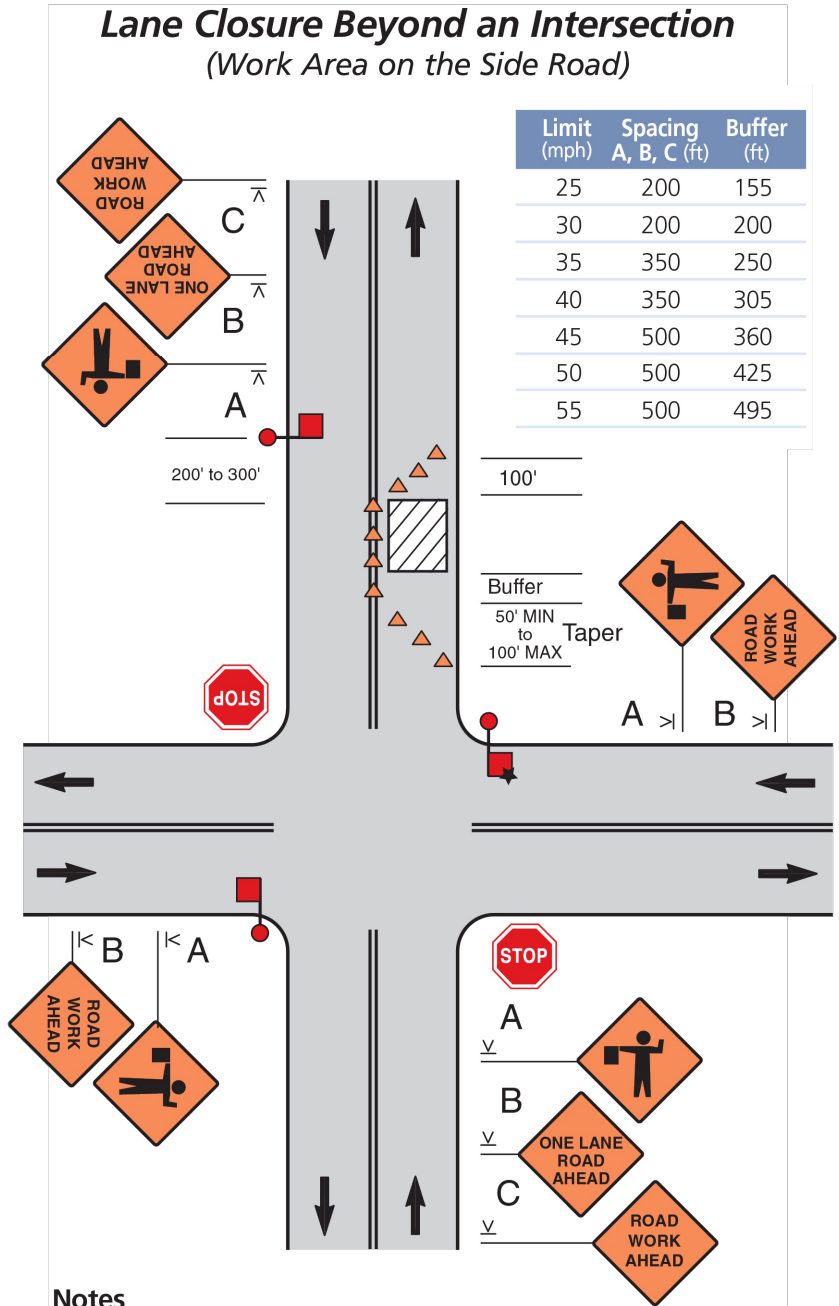 Lane Closure Beyond an Intersection
(Work Area on the Side Road)
Limit Spacing Buffer
(mph) A, B, C (ft) (ft)
25 200 155
30 200 200
35 350 250
40 350 305
45 500 360
50 500 425
55 500 495
ROAD
WORK
AHEAD
C
ONE LANE
ROAD
AHEAD
B
A
200' to 300'
100'
Buffer
50' MIN
to
100' MAX
Taper
ROAD
WORK
AHEAD
A
B
STOP
B
A
ROAD
WORK
AHEAD
STOP
A
B
ONE LANE
ROAD
AHEAD
C
ROAD
WORK
AHEAD
Notes